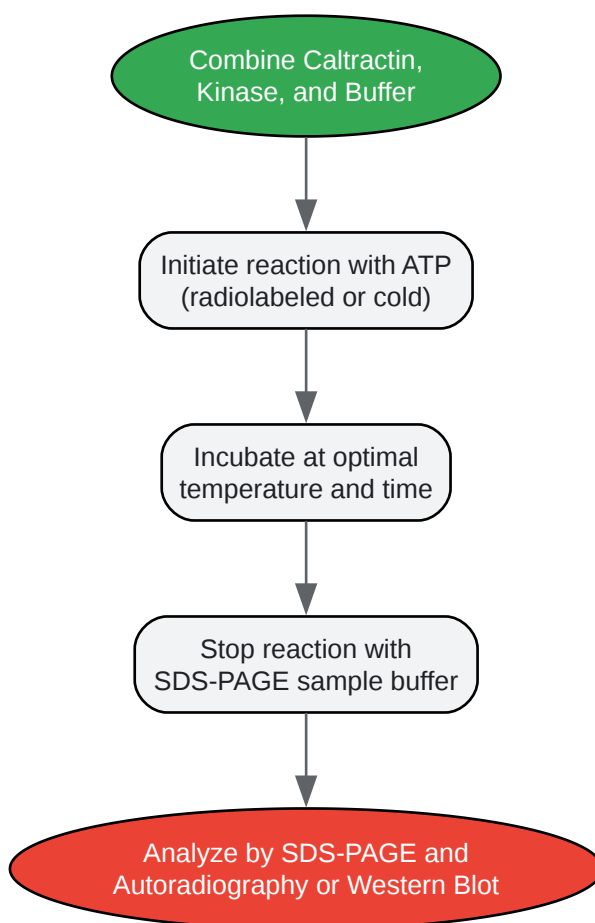 Combine Caltractin,
Kinase, and Buffer
Initiate reaction with ATP
(radiolabeled or cold)
Incubate at optimal
temperature and time
Stop reaction with
SDS-PAGE sample buffer
Analyze by SDS-PAGE and
Autoradiography or Western Blot